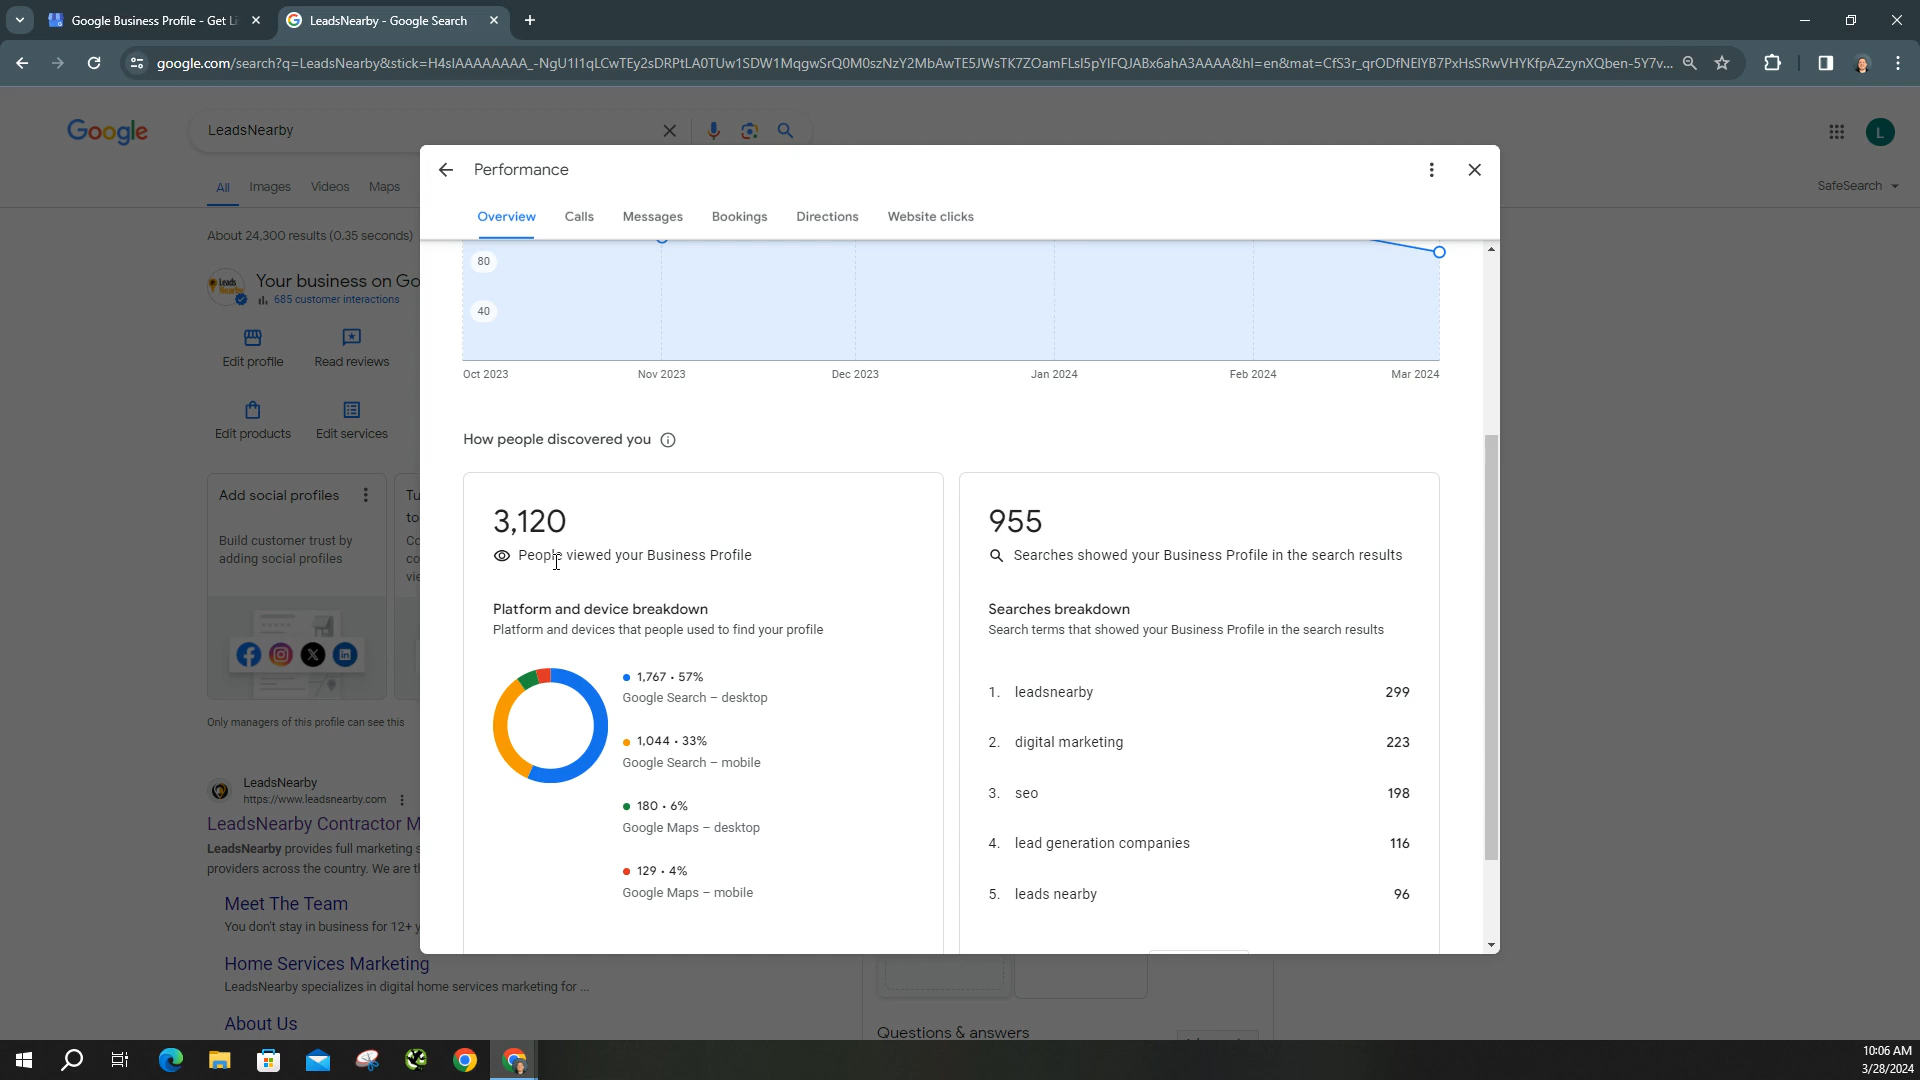 Google Business Profile - Get Li
LeadsNearby - Google Search
google.com/search?q=LeadsNearby&stick=
Google
LeadsNearby
L
All Images Videos Maps
SafeSearch
About 24,300 results (0.35 seconds)
Leads Nearby
Your business on Go
685 customer interactions
Edit profile
Read reviews
Edit products
Edit services
Add social profiles
Build customer trust by
adding social profiles
Tu
to
Co
co
vie
Only managers of this profile can see this
LeadsNearby
https://www.leadsnearby.com
LeadsNearby Contractor M
LeadsNearby provides full marketing s
providers across the country. We are t
Meet The Team
You don't stay in business for 12+ y
Home Services Marketing
LeadsNearby specializes in digital home services marketing for ...
About Us
Questions & answers
Performance
Overview Calls Messages Bookings Directions Website clicks
80
40
Oct 2023 Nov 2023 Dec 2023 Jan 2024 Feb 2024 Mar 2024
How people discovered you
3,120
People viewed your Business Profile
Platform and device breakdown
Platform and devices that people used to find your profile
1,767 • 57%
Google Search – desktop
1,044 • 33%
Google Search – mobile
180 • 6%
Google Maps – desktop
129 • 4%
Google Maps – mobile
955
Searches showed your Business Profile in the search results
Searches breakdown
Search terms that showed your Business Profile in the search results
1. leadsnearby 299
2. digital marketing 223
3. seo 198
4. lead generation companies 116
5. leads nearby 96
10:06 AM
3/28/2024